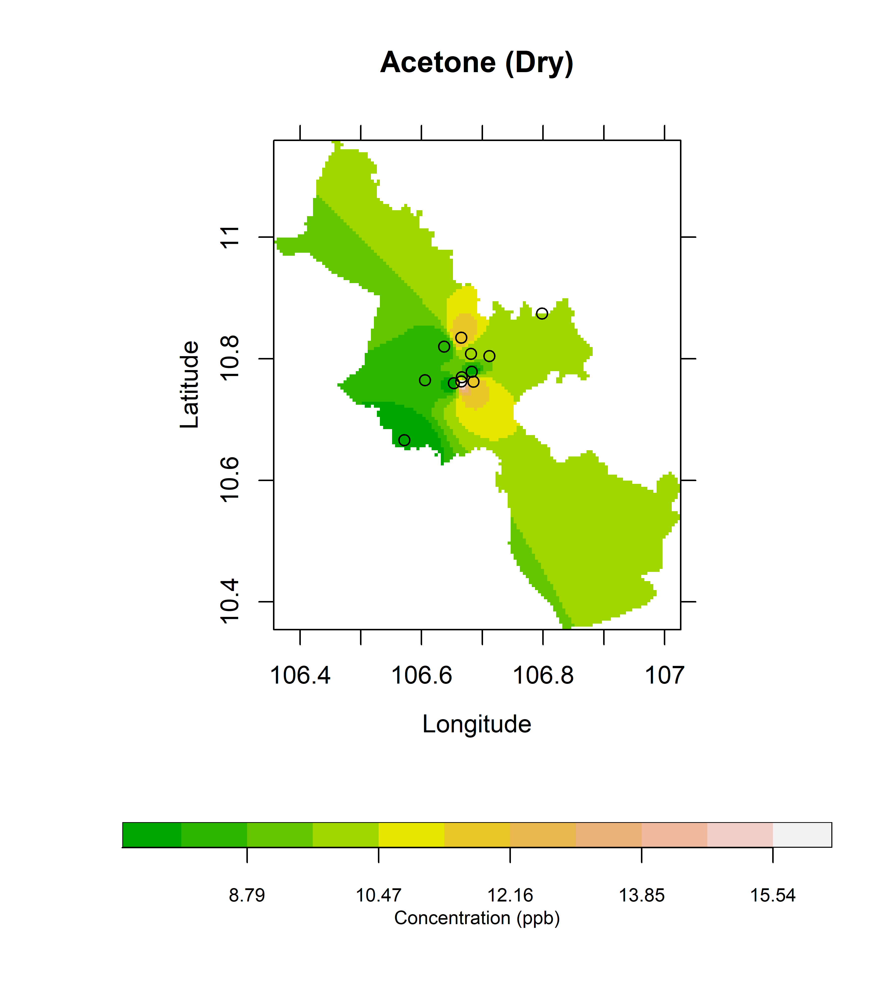 Acetone (Dry)
11
10.8
10.6
10.4
Latitude
106.4 106.6 106.8 107
Longitude
8.79 10.47 12.16 13.85 15.54
Concentration (ppb)